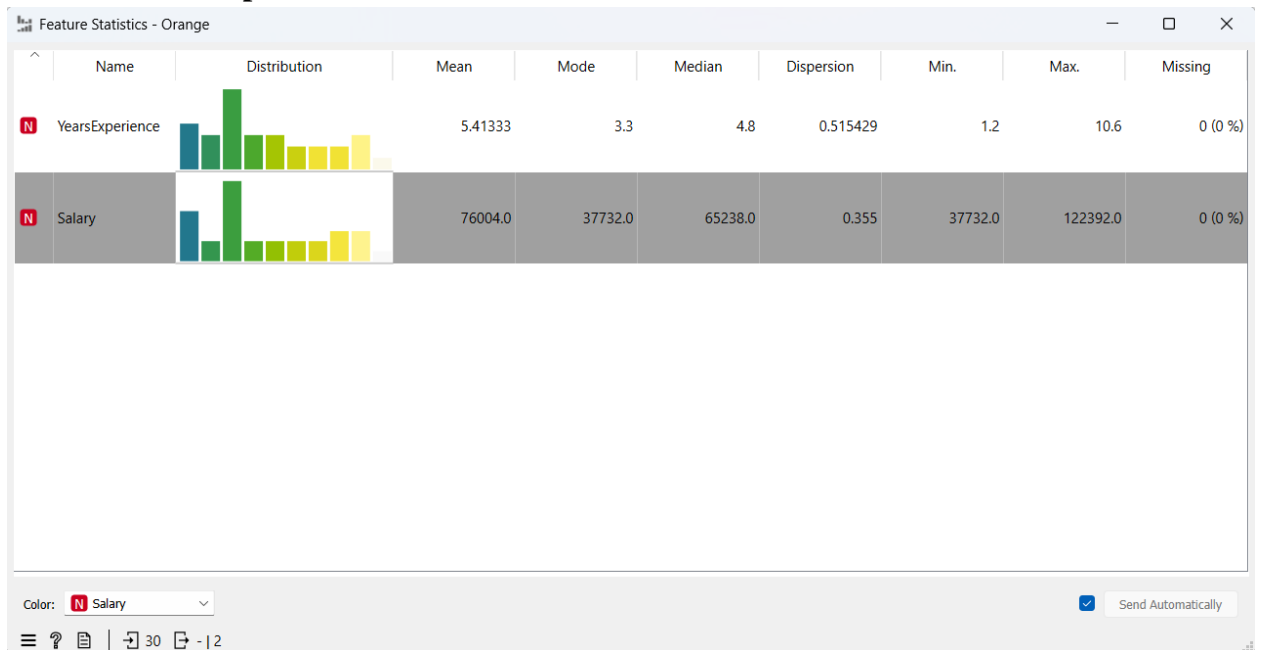 Feature Statistics - Orange
Name Distribution Mean Mode Median Dispersion Min. Max. Missing
N YearsExperience 5.41333 3.3 4.8 0.515429 1.2 10.6 0 (0 %)
N Salary 76004.0 37732.0 65238.0 0.355 37732.0 122392.0 0 (0 %)
Color: N Salary Send Automatically
? 30 - | 2